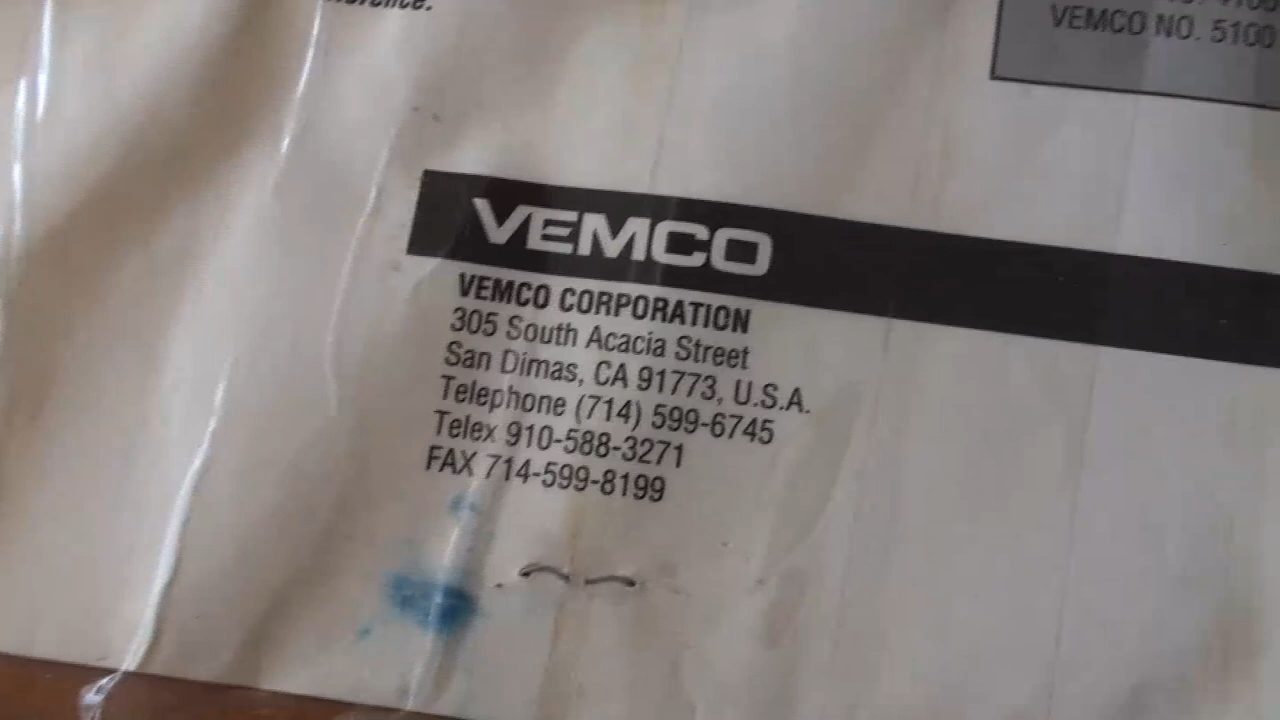 VEMCO NO. 5100
VEMCO
VEMCO CORPORATION
305 South Acacia Street
San Dimas, CA 91773, U.S.A.
Telephone (714) 599-6745
Telex 910-588-3271
FAX 714-599-8199